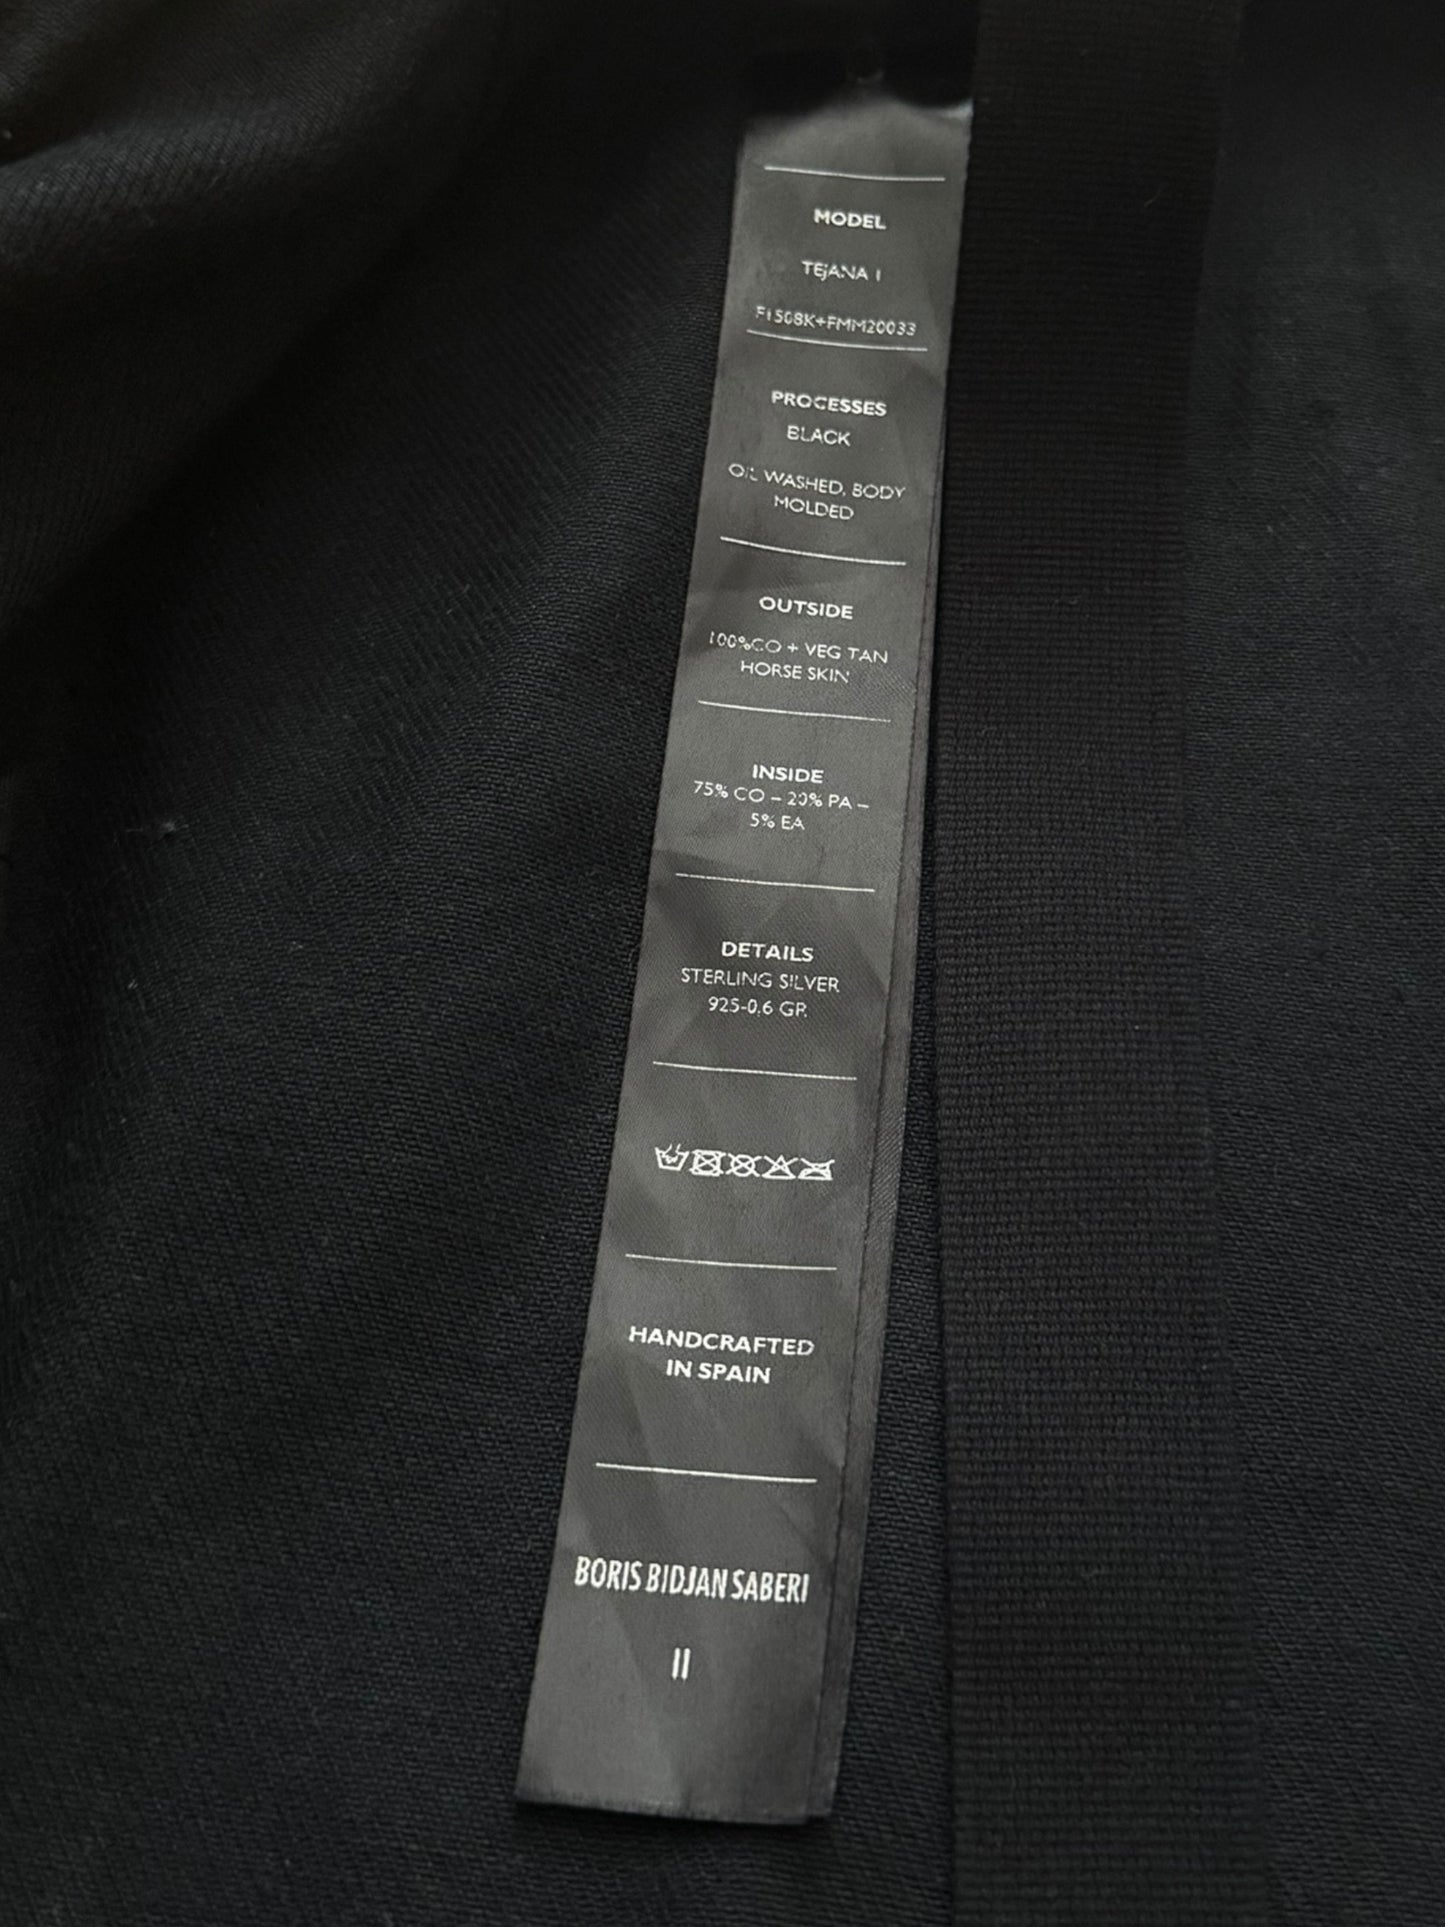 MODEL
TEJANA 1
F1508K+FMM20033
PROCESSES
BLACK
OIL WASHED, BODY
MOLDED
OUTSIDE
100%CO + VEG TAN
HORSE SKIN
INSIDE
75% CO – 20% PA –
5% EA
DETAILS
STERLING SILVER
925-0,6 GR
HANDCRAFTED
IN SPAIN
BORIS BIDJAN SABERI
II